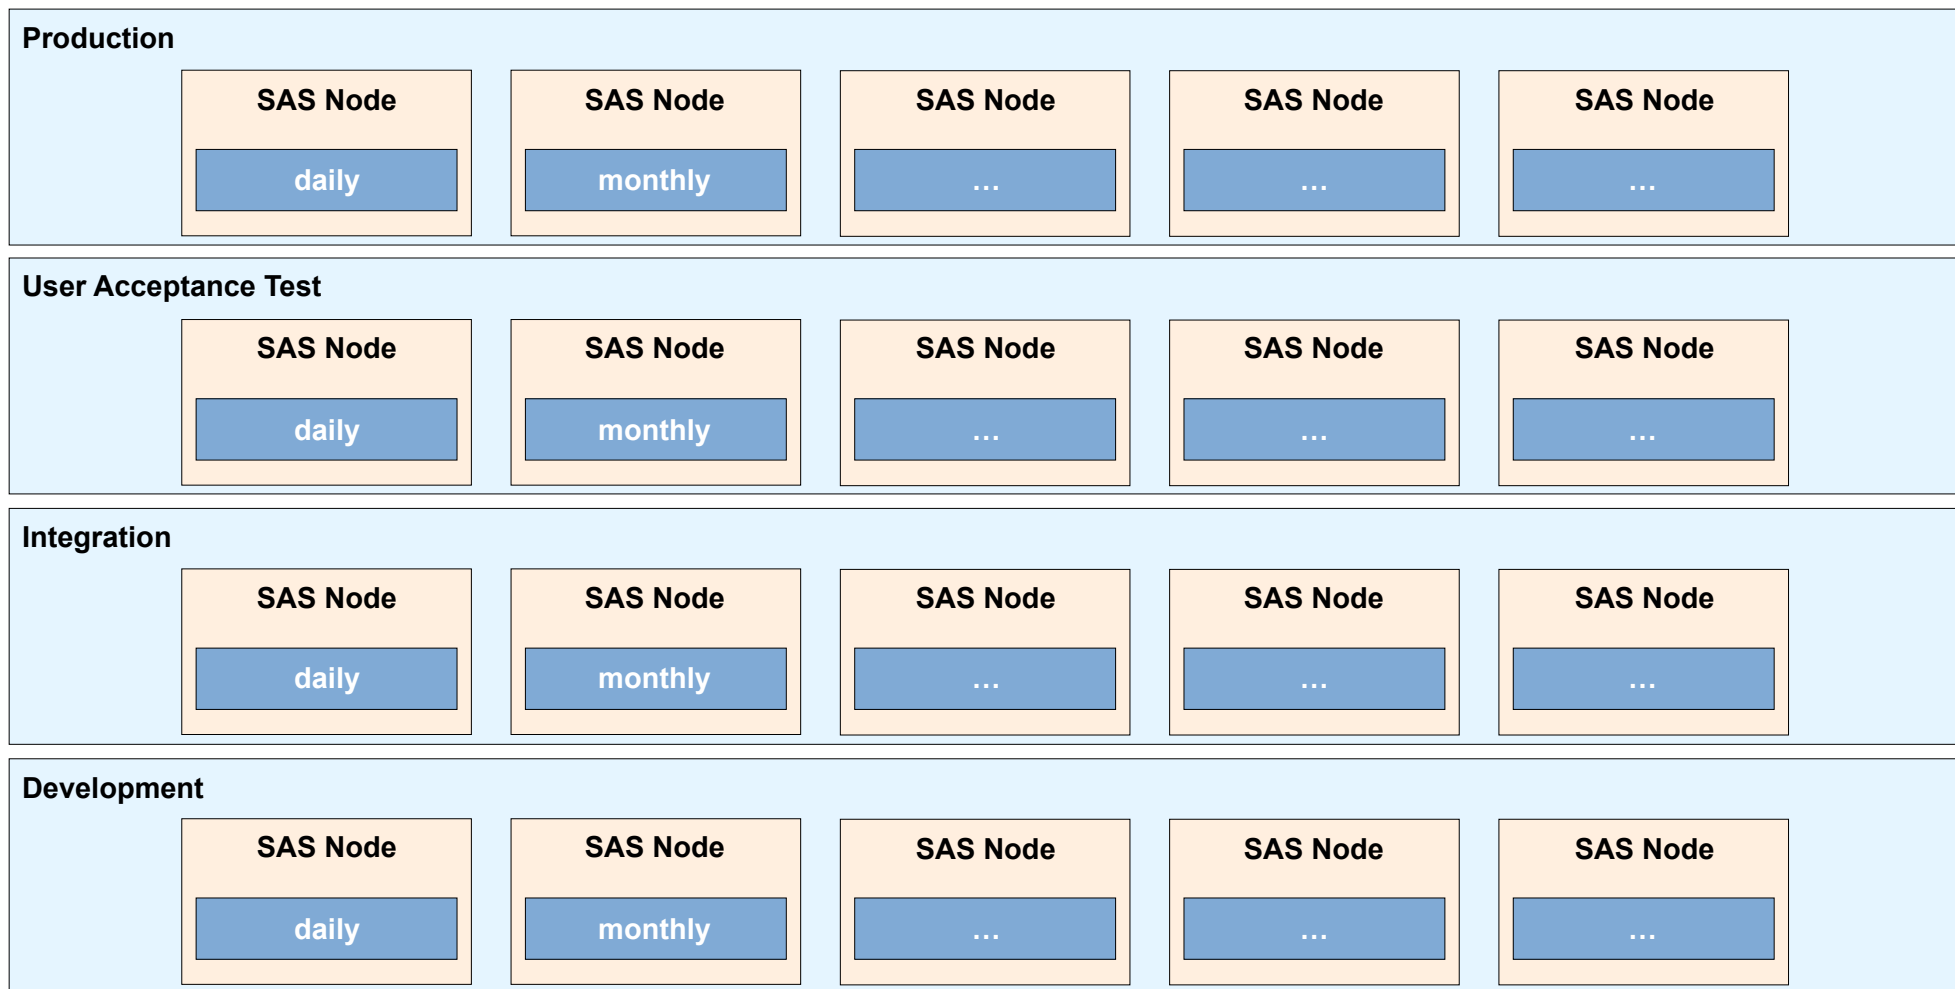 Production
SAS Node SAS Node SAS Node SAS Node SAS Node
daily monthly … … …
User Acceptance Test
SAS Node SAS Node SAS Node SAS Node SAS Node
daily monthly … … …
Integration
SAS Node SAS Node SAS Node SAS Node SAS Node
daily monthly … … …
Development
SAS Node SAS Node SAS Node SAS Node SAS Node
daily monthly … … …